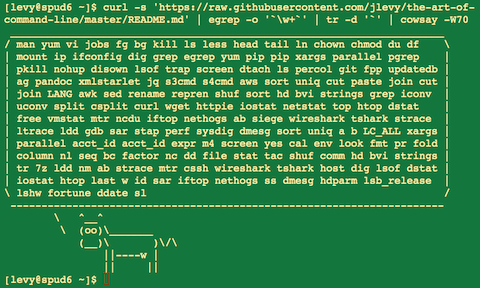 [levy@spud6 ~]$ curl -s 'https://raw.githubusercontent.com/jlevy/the-art-of-
command-line/master/README.md' | egrep -o '`\w+`' | tr -d '`' | cowsay -W70
 _______________________________________________________________________
/ man yum vi jobs fg bg kill ls less head tail ln chown chmod du df     \
| mount ip ifconfig dig grep egrep yum pip pip xargs parallel pgrep     |
| pkill nohup disown lsof trap screen dtach ls percol git fpp updatedb  |
| ag pandoc xmlstarlet jq s3cmd s4cmd aws sort uniq cut paste join cut  |
| join LANG awk sed rename repren shuf sort hd bvi strings grep iconv   |
| uconv split csplit curl wget httpie iostat netstat top htop dstat     |
| free vmstat mtr ncdu iftop nethogs ab siege wireshark tshark strace   |
| ltrace ldd gdb sar stap perf sysdig dmesg sort uniq a b LC_ALL xargs  |
| parallel acct_id acct_id expr m4 screen yes cal env look fmt pr fold  |
| column nl seq bc factor nc dd file stat tac shuf comm hd bvi strings  |
| tr 7z ldd nm ab strace mtr cssh wireshark tshark host dig lsof dstat  |
| iostat htop last w id sar iftop nethogs ss dmesg hdparm lsb_release   |
\ lshw fortune ddate sl                                                 /
 -----------------------------------------------------------------------
        \   ^__^
         \  (oo)\_______
            (__)\       )\/\
                ||----w |
                ||     ||
[levy@spud6 ~]$